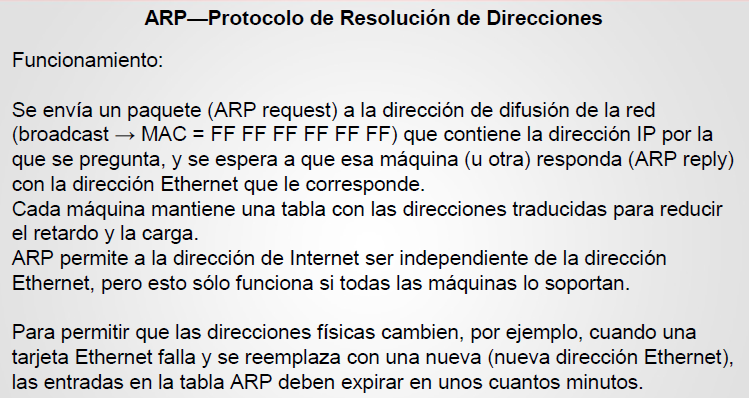 ARP—Protocolo de Resolución de Direcciones
Funcionamiento:
Se envía un paquete (ARP request) a la dirección de difusión de la red
(broadcast → MAC = FF FF FF FF FF FF) que contiene la dirección IP por la
que se pregunta, y se espera a que esa máquina (u otra) responda (ARP reply)
con la dirección Ethernet que le corresponde.
Cada máquina mantiene una tabla con las direcciones traducidas para reducir
el retardo y la carga.
ARP permite a la dirección de Internet ser independiente de la dirección
Ethernet, pero esto sólo funciona si todas las máquinas lo soportan.
Para permitir que las direcciones físicas cambien, por ejemplo, cuando una
tarjeta Ethernet falla y se reemplaza con una nueva (nueva dirección Ethernet),
las entradas en la tabla ARP deben expirar en unos cuantos minutos.